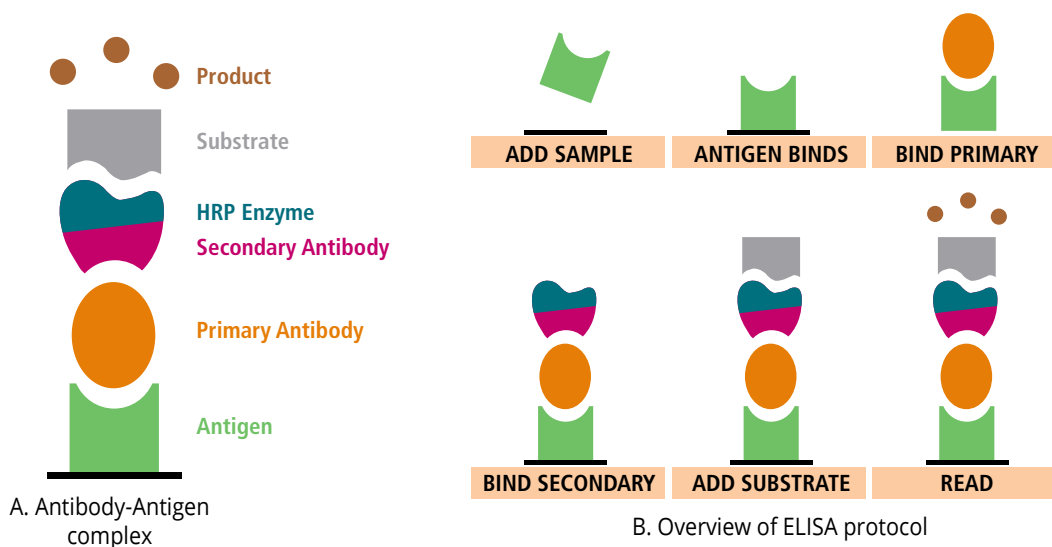 Product
Substrate
HRP Enzyme
Secondary Antibody
Primary Antibody
Antigen
A. Antibody-Antigen
complex
ADD SAMPLE
ANTIGEN BINDS
BIND PRIMARY
BIND SECONDARY
ADD SUBSTRATE
READ
B. Overview of ELISA protocol